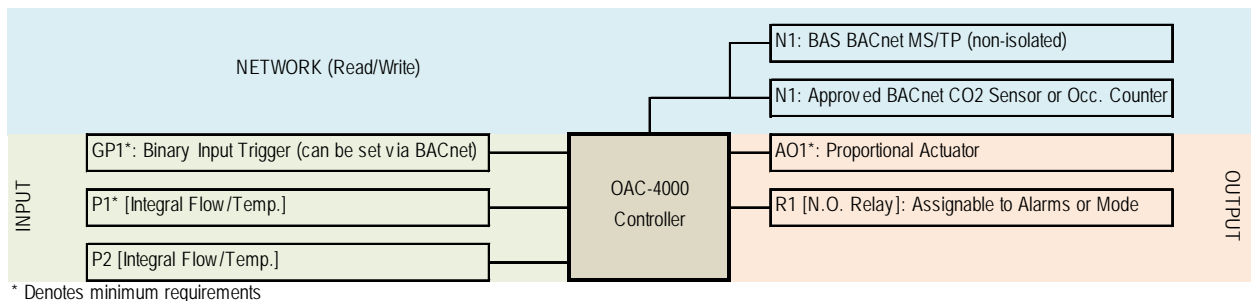 NETWORK (Read/Write)
N1: BAS BACnet MS/TP (non-isolated)
N1: Approved BACnet CO2 Sensor or Occ. Counter
INPUT
GP1*: Binary Input Trigger (can be set via BACnet)
P1* [Integral Flow/Temp.]
P2 [Integral Flow/Temp.]
OAC-4000
Controller
AO1*: Proportional Actuator
R1 [N.O. Relay]: Assignable to Alarms or Mode
OUTPUT
* Denotes minimum requirements